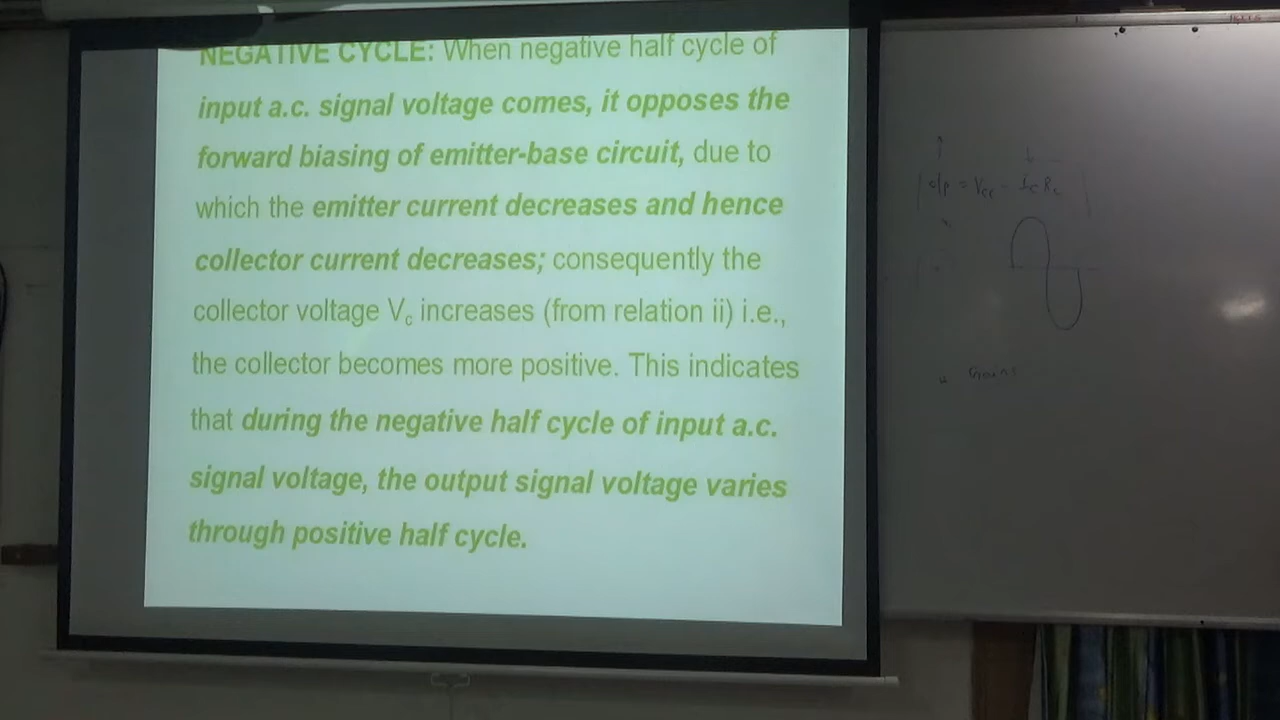 NEGATIVE CYCLE: When negative half cycle of
input a.c. signal voltage comes, it opposes the
forward biasing of emitter-base circuit, due to
which the emitter current decreases and hence
collector current decreases; consequently the
collector voltage Vc increases (from relation ii) i.e.,
the collector becomes more positive. This indicates
that during the negative half cycle of input a.c.
signal voltage, the output signal voltage varies
through positive half cycle.
o/p = Vcc - ic RL